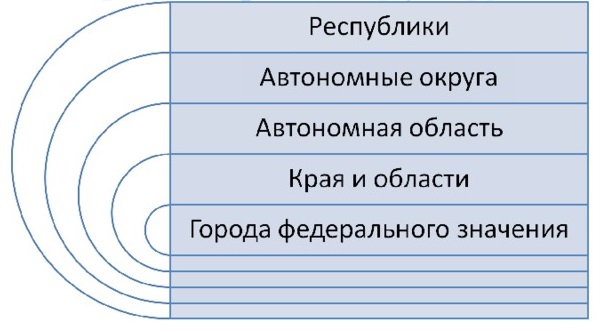 Республики
Автономные округа
Автономная область
Края и области
Города федерального значения